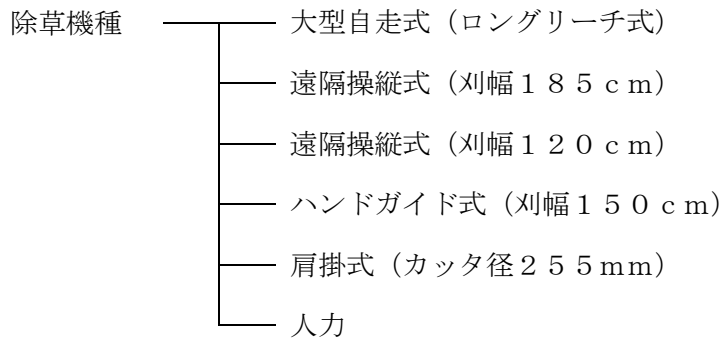 除草機種 大型自走式（ロングリーチ式）
遠隔操縦式（刈幅１８５ｃｍ）
遠隔操縦式（刈幅１２０ｃｍ）
ハンドガイド式（刈幅１５０ｃｍ）
肩掛式（カッタ径２５５ｍｍ）
人力